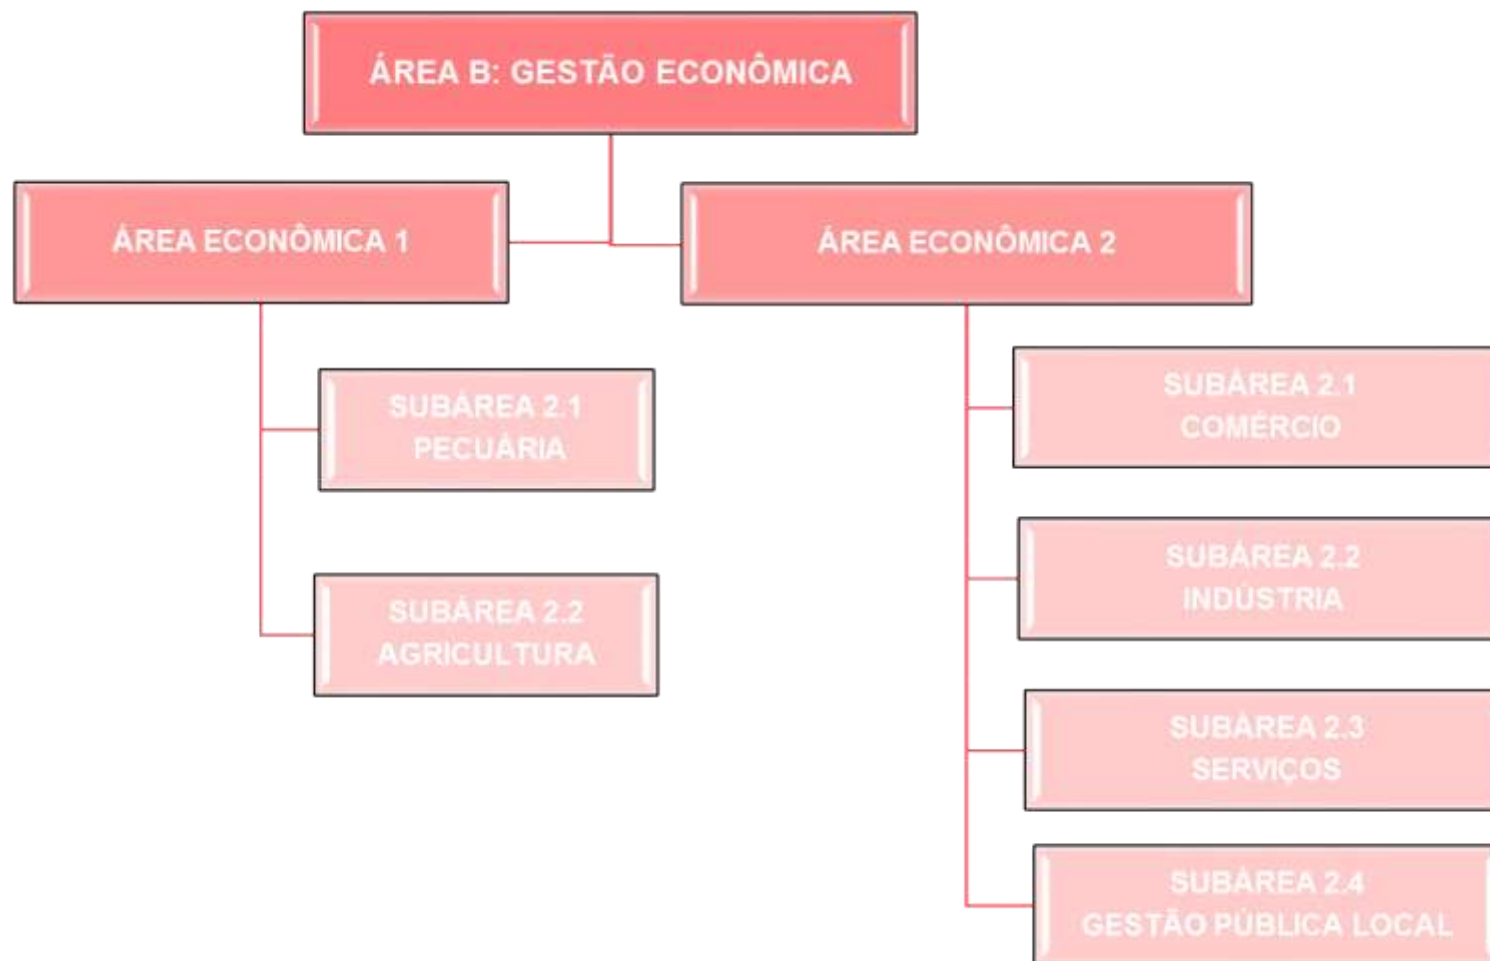 ÁREA B: GESTÃO ECONÔMICA
ÁREA ECONÔMICA 1
ÁREA ECONÔMICA 2
SUBÁREA 2.1
PECUÁRIA
SUBÁREA 2.2
AGRICULTURA
SUBÁREA 2.1
COMÉRCIO
SUBÁREA 2.2
INDÚSTRIA
SUBÁREA 2.3
SERVIÇOS
SUBÁREA 2.4
GESTÃO PÚBLICA LOCAL